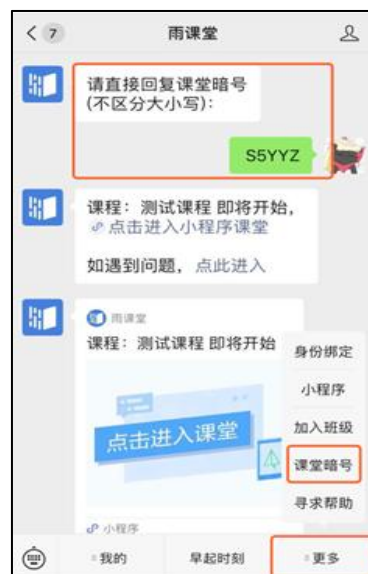 7
雨课堂
请直接回复课堂暗号
(不区分大小写):
S5YYZ
课程：测试课程 即将开始，
点击进入小程序课堂
如遇到问题，点此进入
雨课堂
课程：测试课程 即将开始
点击进入课堂
小程序
身份绑定
小程序
加入班级
课堂暗号
寻求帮助
我的
早起时刻
更多